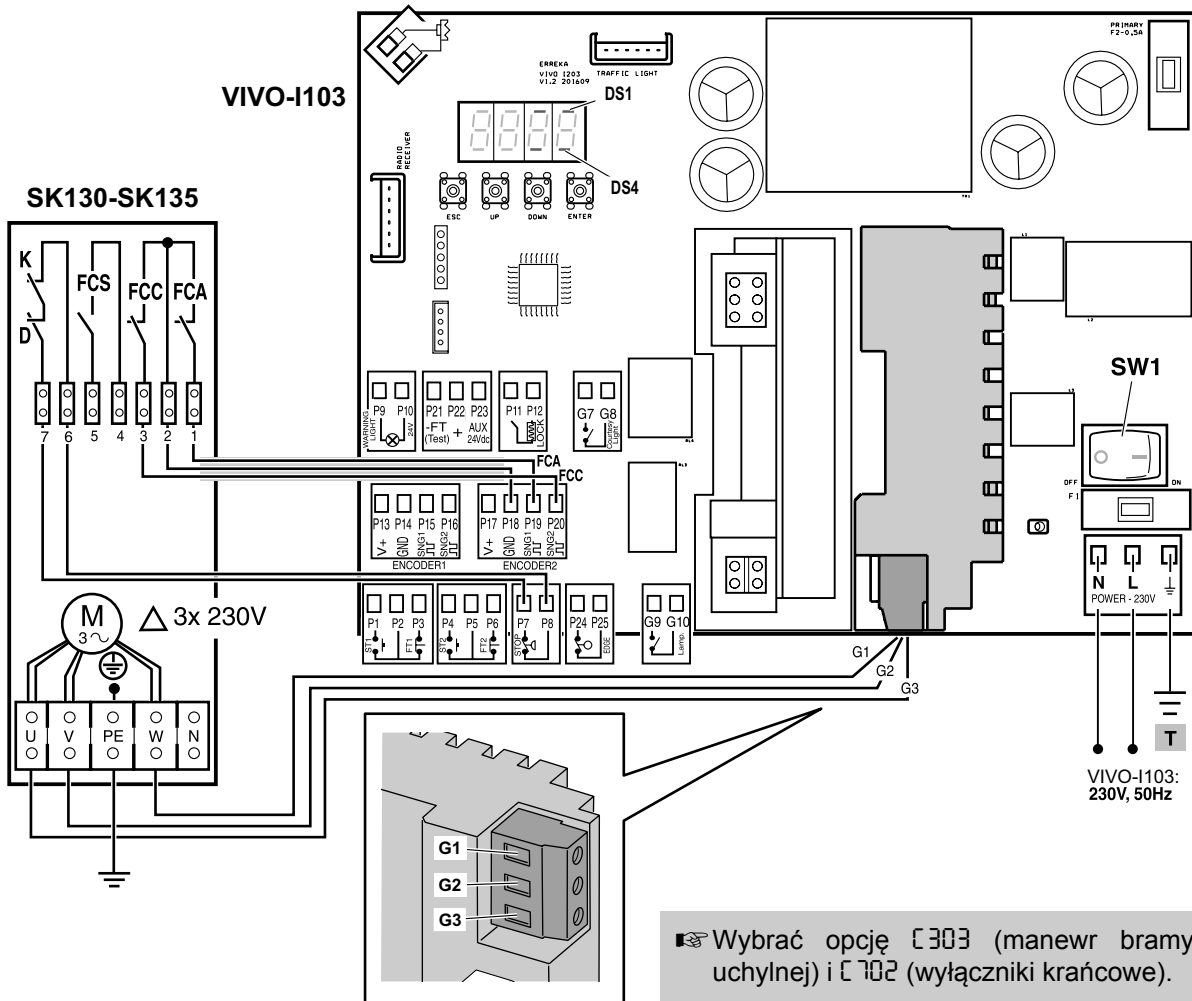 PRIMARY
F2-0,5A
ERREKA
VIVO I203
V1.2 201609
TRAFFIC LIGHT
VIVO-I103
DS1
RADIO
RECEIVER
DS4
ESC UP DOWN ENTER
SK130-SK135
K
FCS FCC FCA
D
7 6 5 4 3 2 1
SW1
OFF ON
F1
P9 P10
WARNING
LIGHT
24V
P21 P22 P23
-FT + AUX
(Test) 24Vdc
P11 P12
LOCK
G7 G8
Courtesy
Light
FCA
FCC
P13 P14 P15 P16
V+ GND SNG1 SNG2
ENCODER1
P17 P18 P19 P20
V+ GND SNG1 SNG2
ENCODER2
N L
POWER - 230V
P1 P2 P3
ST1 FT1
P4 P5 P6
ST2 FT2
P7 P8
STOP
P24 P25
EDGE
G9 G10
Lamp.
M
3~
△ 3x 230V
U V PE W N
G1
G2
G3
T
VIVO-I103:
230V, 50Hz
G1
G2
G3
☞ Wybrać opcję C303 (manewr bramy
uchylnej) i C702 (wyłączniki krańcowe).